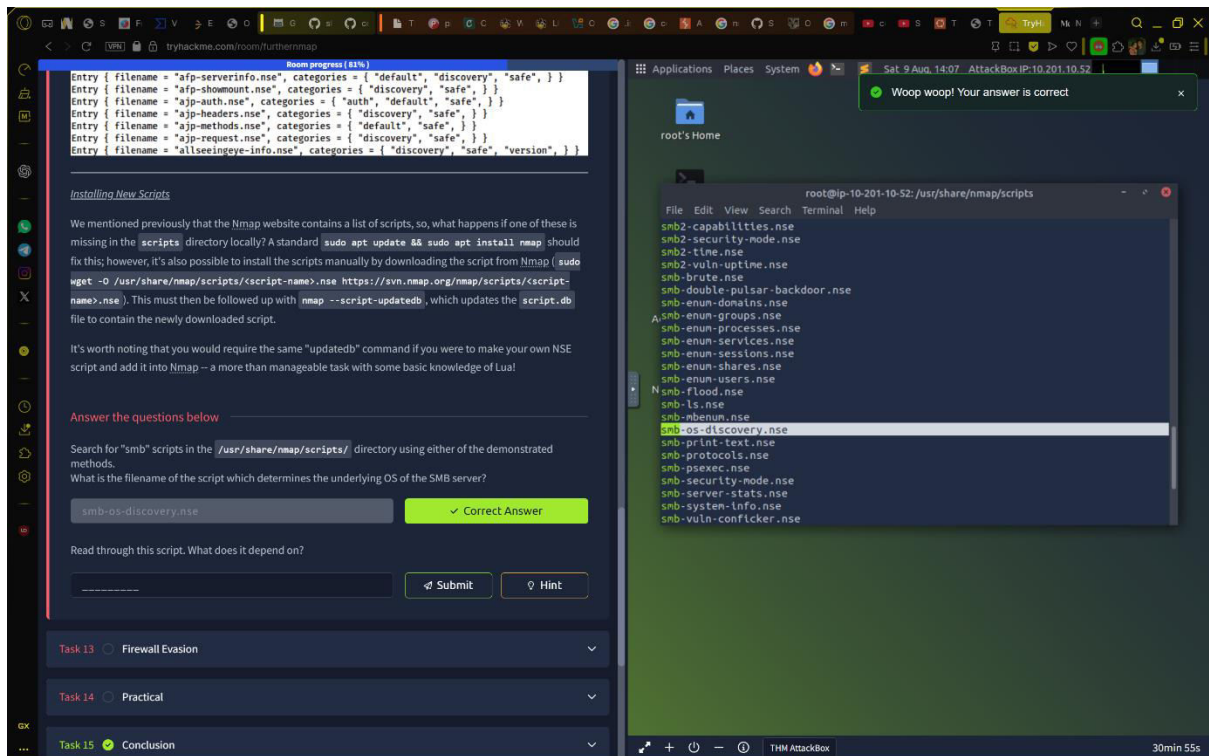 tryhackme.com/room/furthernmap
VPN
TryH
Room progress ( 81% )
Entry { filename = "afp-serverinfo.nse", categories = { "default", "discovery", "safe", } }
Entry { filename = "afp-showmount.nse", categories = { "discovery", "safe", } }
Entry { filename = "ajp-auth.nse", categories = { "auth", "default", "safe", } }
Entry { filename = "ajp-headers.nse", categories = { "discovery", "safe", } }
Entry { filename = "ajp-methods.nse", categories = { "default", "safe", } }
Entry { filename = "ajp-request.nse", categories = { "discovery", "safe", } }
Entry { filename = "allseeingeye-info.nse", categories = { "discovery", "safe", "version", } }
Installing New Scripts
We mentioned previously that the Nmap website contains a list of scripts, so, what happens if one of these is
missing in the scripts directory locally? A standard sudo apt update && sudo apt install nmap should
fix this; however, it's also possible to install the scripts manually by downloading the script from Nmap ( sudo
wget -O /usr/share/nmap/scripts/<script-name>.nse https://svn.nmap.org/nmap/scripts/<script-
name>.nse ). This must then be followed up with nmap --script-updatedb , which updates the script.db
file to contain the newly downloaded script.
It's worth noting that you would require the same "updatedb" command if you were to make your own NSE
script and add it into Nmap -- a more than manageable task with some basic knowledge of Lua!
Answer the questions below
Search for "smb" scripts in the /usr/share/nmap/scripts/ directory using either of the demonstrated
methods.
What is the filename of the script which determines the underlying OS of the SMB server?
smb-os-discovery.nse
Correct Answer
Read through this script. What does it depend on?
_________
Submit
Hint
Task 13 Firewall Evasion
Task 14 Practical
Task 15 Conclusion
GX
Applications Places System Sat 9 Aug, 14:07 AttackBox IP:10.201.10.52
Woop woop! Your answer is correct
root's Home
root@ip-10-201-10-52: /usr/share/nmap/scripts
File Edit View Search Terminal Help
smb2-capabilities.nse
smb2-security-mode.nse
smb2-time.nse
smb2-vuln-uptime.nse
smb-brute.nse
smb-double-pulsar-backdoor.nse
smb-enum-domains.nse
smb-enum-groups.nse
smb-enum-processes.nse
smb-enum-services.nse
smb-enum-sessions.nse
smb-enum-shares.nse
smb-enum-users.nse
smb-flood.nse
smb-ls.nse
smb-mbenum.nse
smb-os-discovery.nse
smb-print-text.nse
smb-protocols.nse
smb-psexec.nse
smb-security-mode.nse
smb-server-stats.nse
smb-system-info.nse
smb-vuln-conficker.nse
THM AttackBox
30min 55s